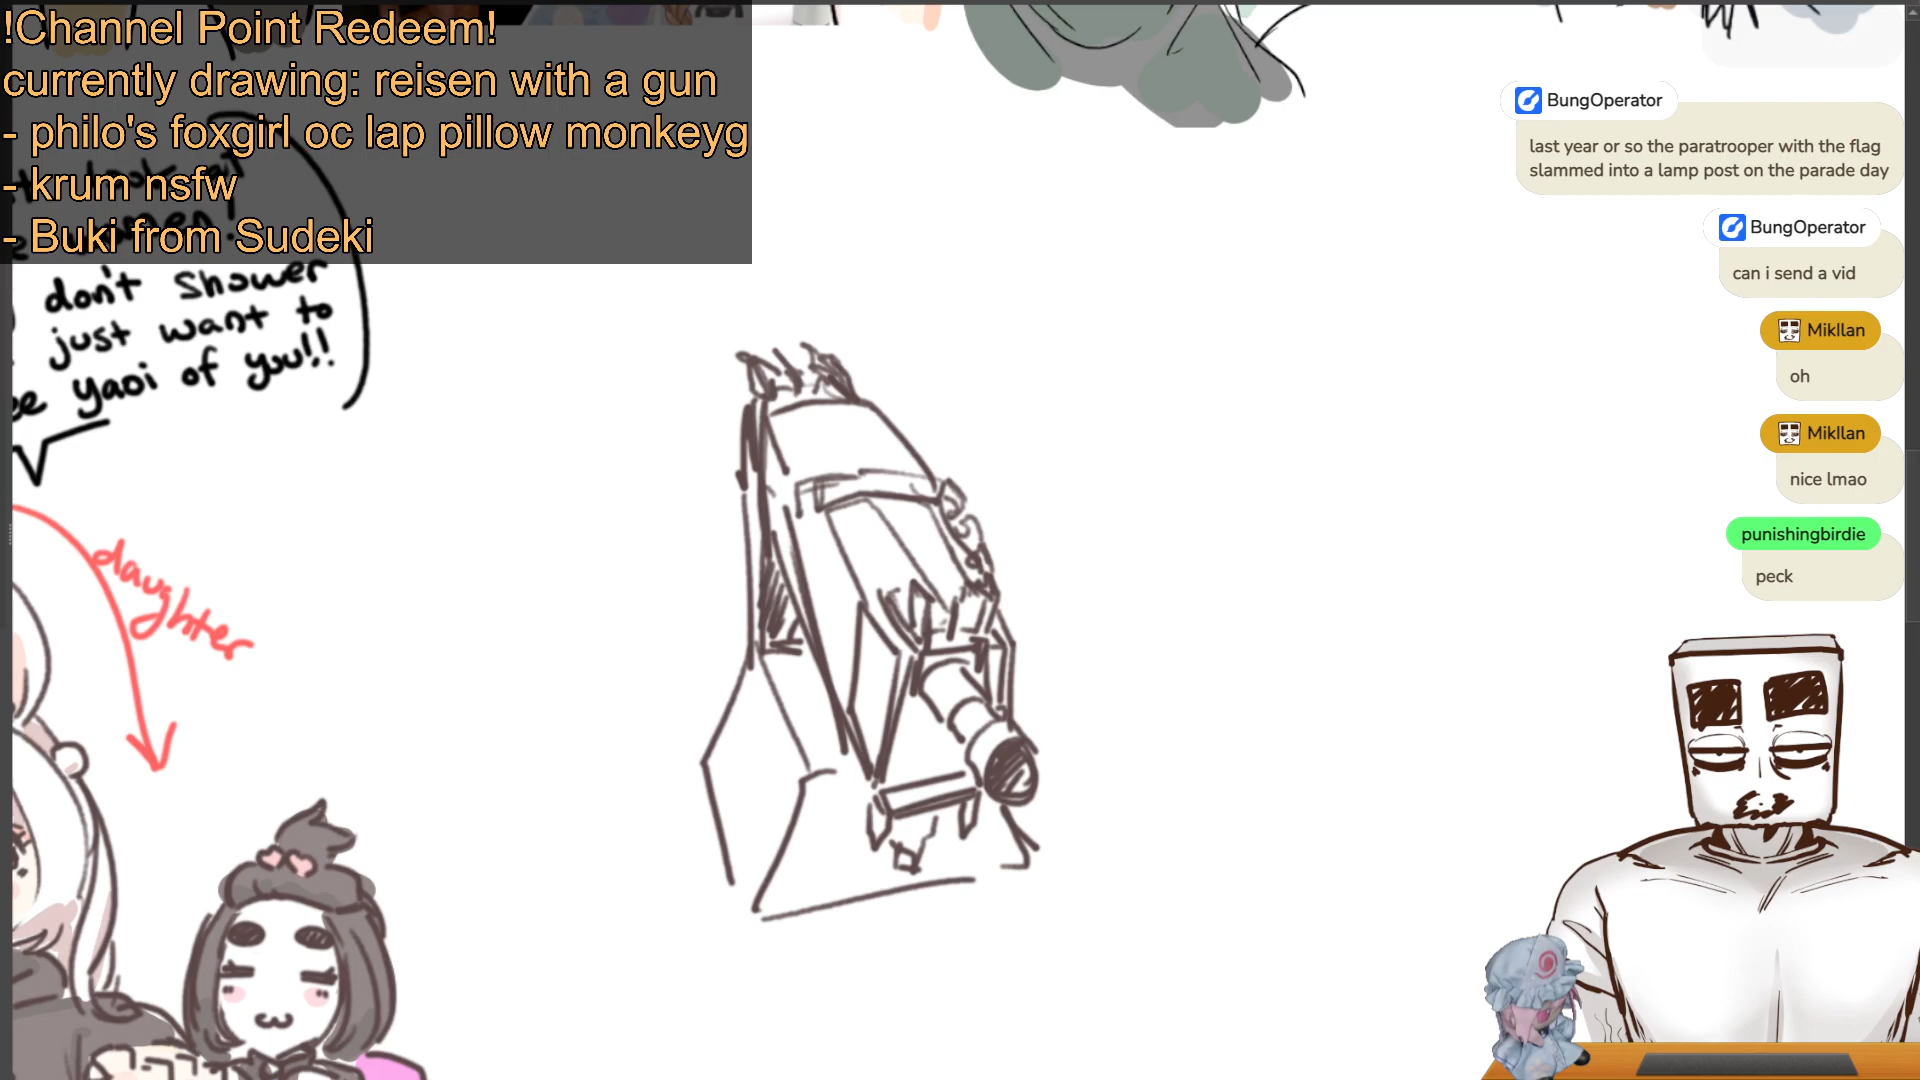 !Channel Point Redeem!
currently drawing: reisen with a gun
- philo's foxgirl oc lap pillow monkeyg
- krum nsfw
- Buki from Sudeki
don't shower
just want to
yaoi of you!!
daughter
BungOperator
last year or so the paratrooper with the flag
slammed into a lamp post on the parade day
BungOperator
can i send a vid
MikIlan
oh
MikIlan
nice lmao
punishingbirdie
peck